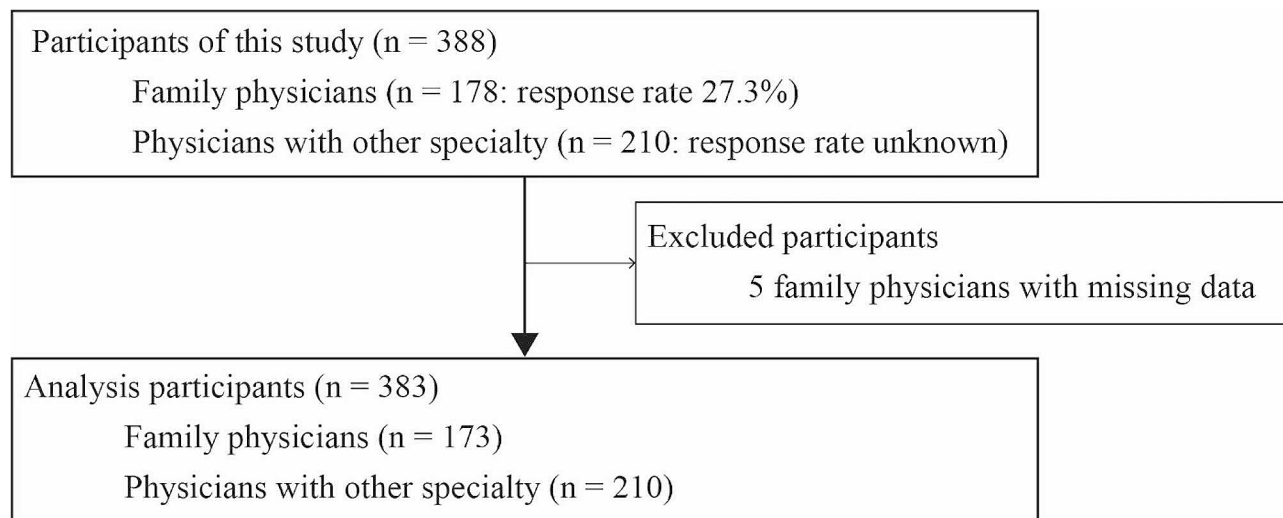 Participants of this study (n = 388)
Family physicians (n = 178: response rate 27.3%)
Physicians with other specialty (n = 210: response rate unknown)
Excluded participants
5 family physicians with missing data
Analysis participants (n = 383)
Family physicians (n = 173)
Physicians with other specialty (n = 210)